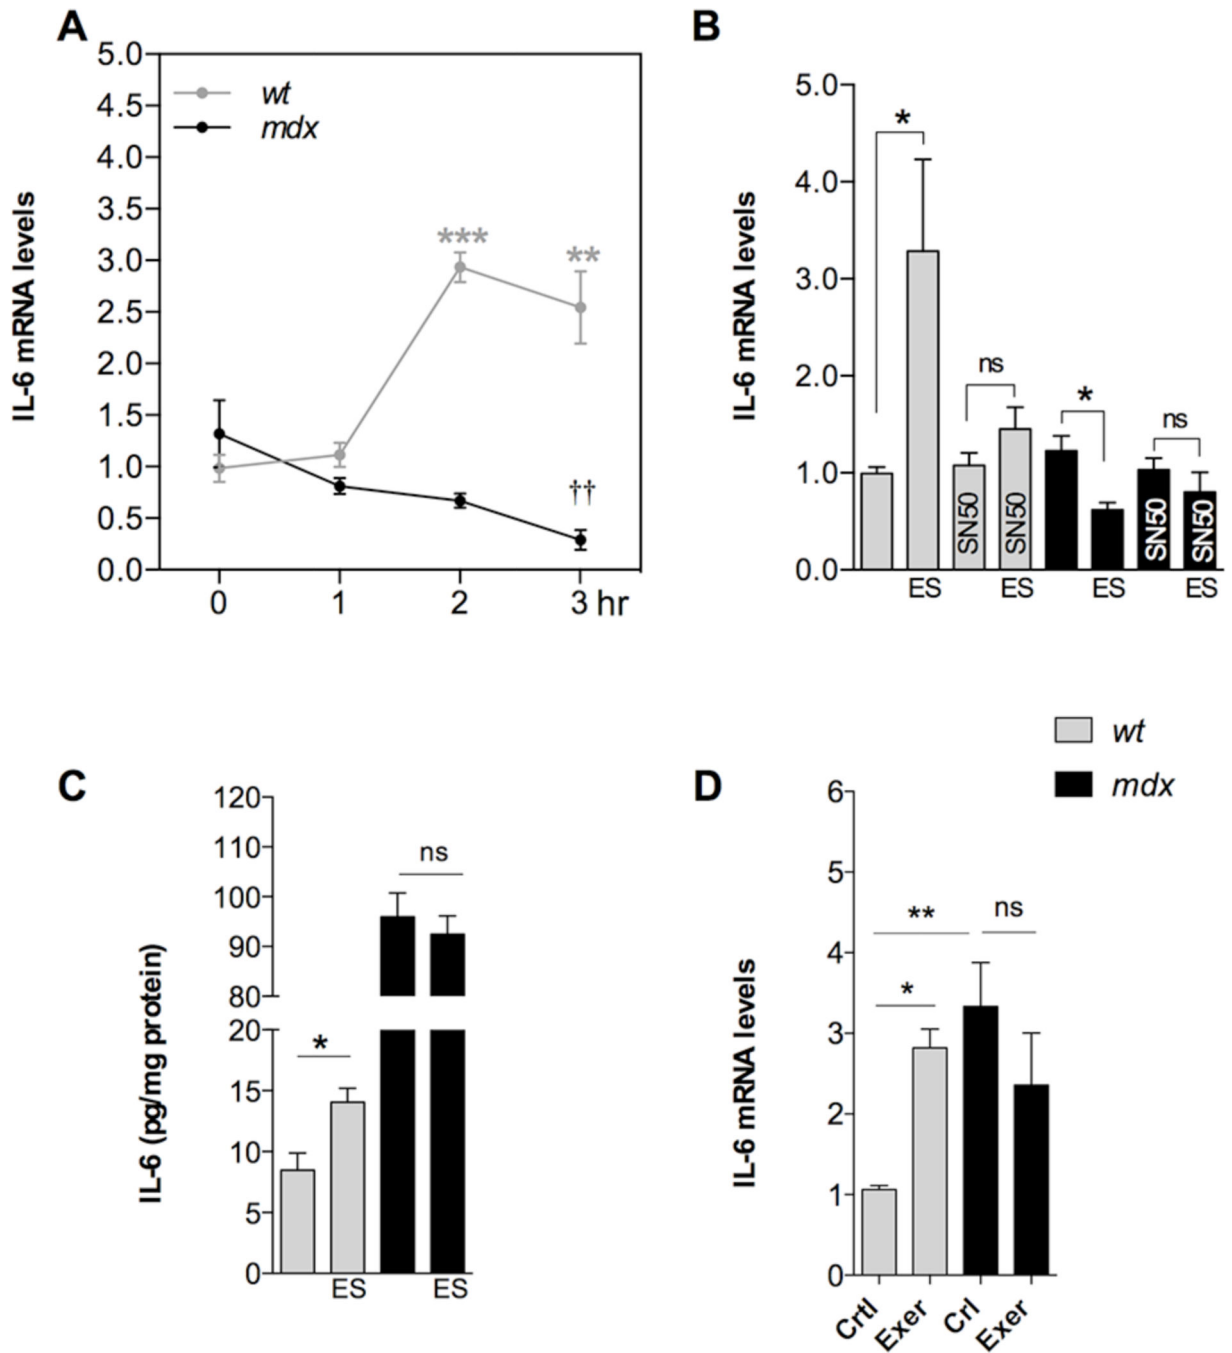 A
IL-6 mRNA levels
5.0
4.5
4.0
3.5
3.0
2.5
2.0
1.5
1.0
0.5
0.0
wt
mdx
***
**
††
0 1 2 3 hr
B
IL-6 mRNA levels
5.0
4.0
3.0
2.0
1.0
0.0
*
ns
*
ns
SN50 SN50 SN50 SN50
ES ES ES ES
C
IL-6 (pg/mg protein)
120
110
100
90
80
20
15
10
5
0
*
ns
ES ES
D
wt
mdx
IL-6 mRNA levels
6
5
4
3
2
1
0
**
ns
*
Crtl Exer Crl Exer